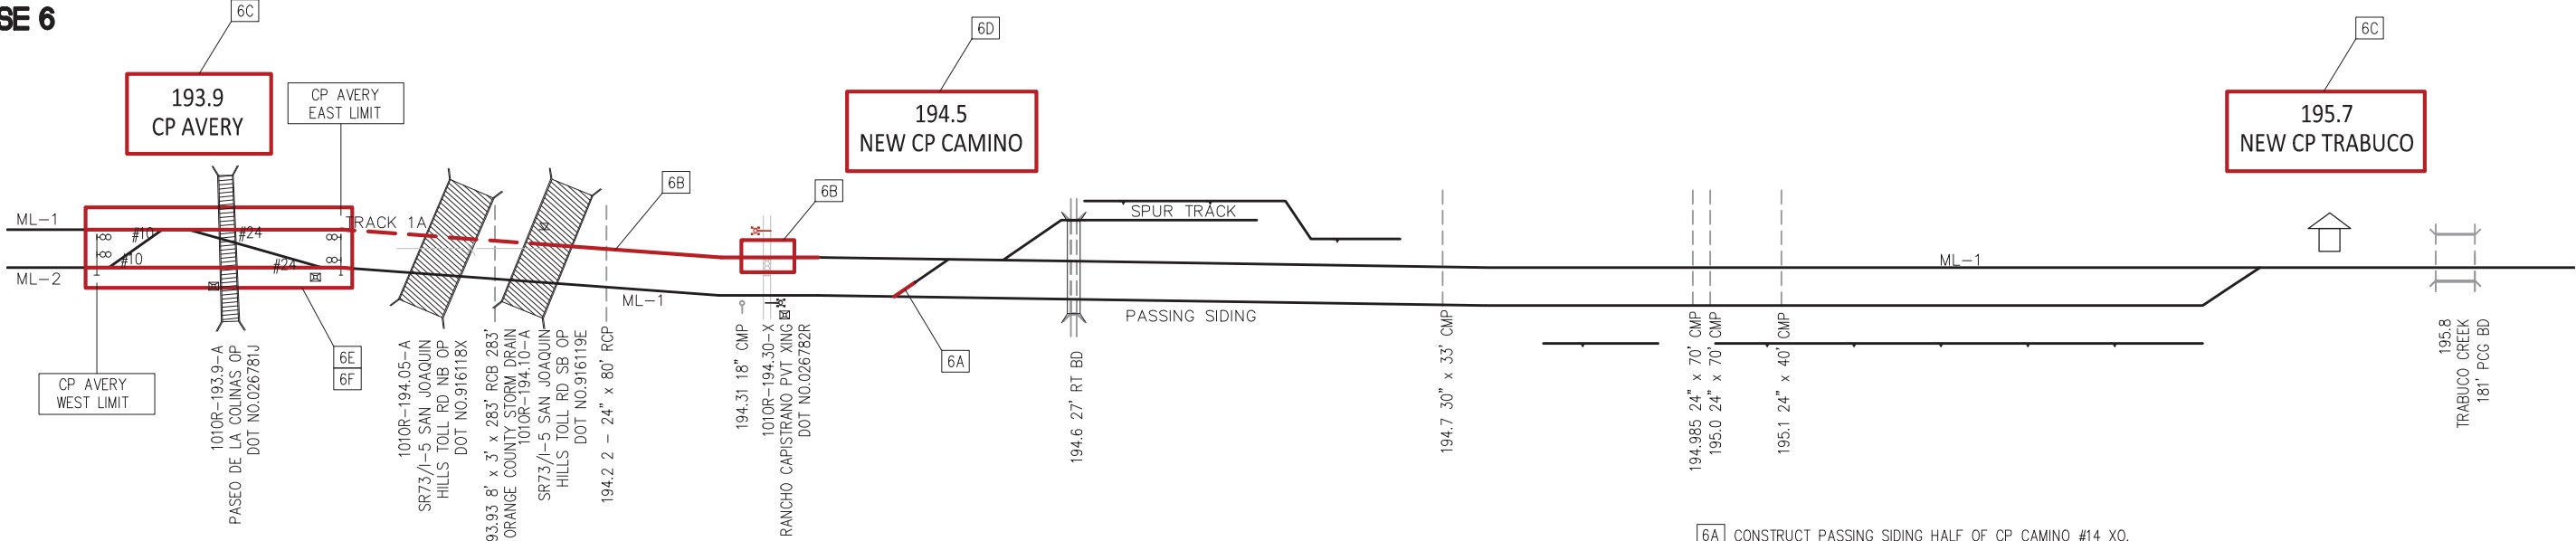 SE 6
6C
6D
6C
193.9
CP AVERY
CP AVERY
EAST LIMIT
194.5
NEW CP CAMINO
195.7
NEW CP TRABUCO
6B
6B
ML-1
TRACK 1A
SPUR TRACK
#10
#24
#10
#24
ML-2
ML-1
ML-1
PASSING SIDING
6A
6E
6F
CP AVERY
WEST LIMIT
101OR-193.9-A
PASEO DE LA COLINAS OP
DOT NO.026781J
101OR-194.05-A
SR73/I-5 SAN JOAQUIN
HILLS TOLL RD NB OP
DOT NO.916118X
93.93 8' x 3' x 283' RCB 283'
ORANGE COUNTY STORM DRAIN
101OR-194.10-A
SR73/I-5 SAN JOAQUIN
HILLS TOLL RD SB OP
DOT NO.916119E
194.2 2 - 24" x 80' RCP
194.31 18" CMP
101OR-194.30-X
RANCHO CAPISTRANO PVT XING
DOT NO.026782R
194.6 27' RT BD
194.7 30" x 33' CMP
194.985 24" x 70' CMP
195.0 24" x 70' CMP
195.1 24" x 40' CMP
195.8
TRABUCO CREEK
181' PCG BD
6A CONSTRUCT PASSING SIDING HALF OF CP CAMINO #14 XO.